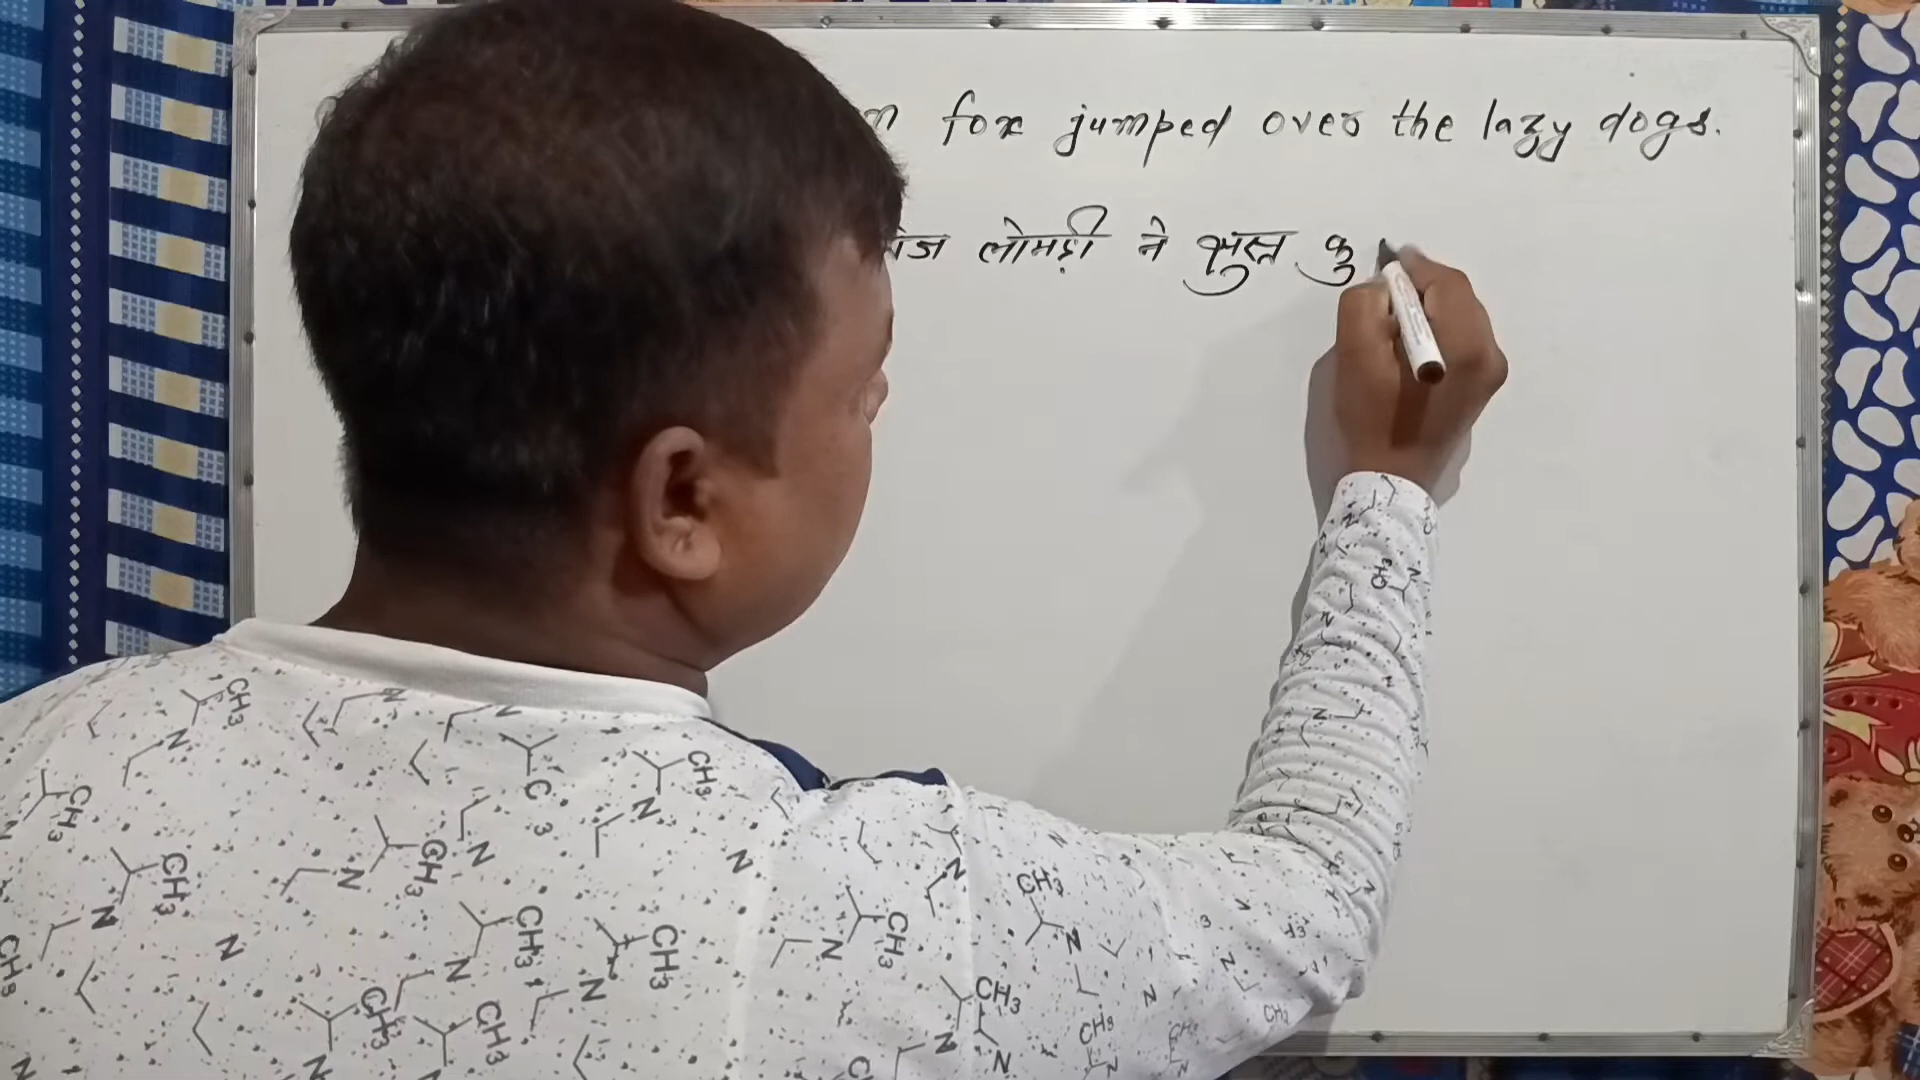 fox jumped over the lazy dogs.
लोमड़ी ने सुस्त कु